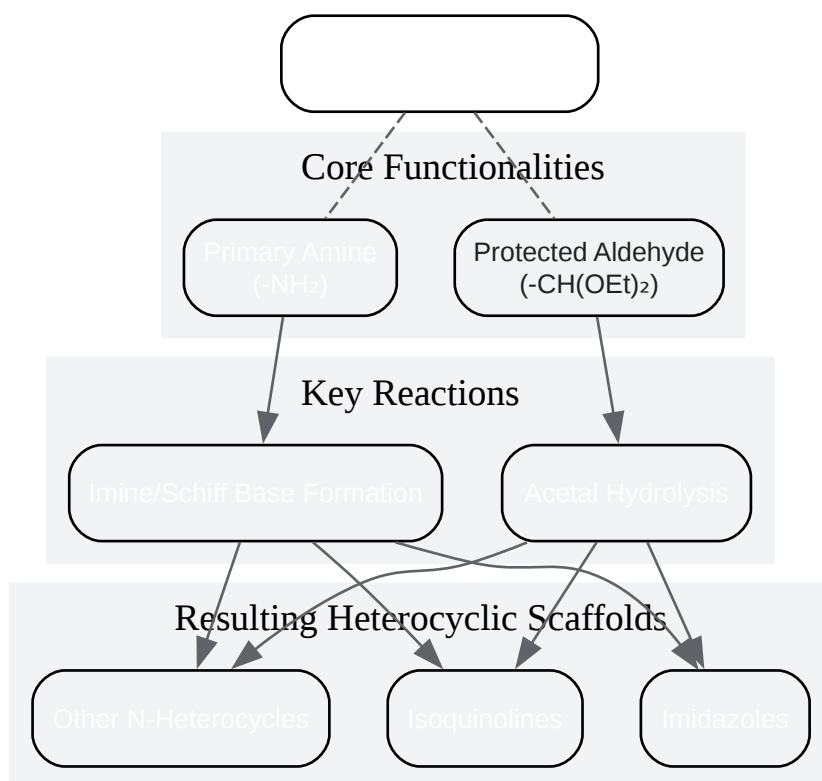 Core Functionalities
Primary Amine
(-NH₂)
Protected Aldehyde
(-CH(OEt)₂)
Key Reactions
Imine/Schiff Base Formation
Acetal Hydrolysis
Resulting Heterocyclic Scaffolds
Other N-Heterocycles
Isoquinolines
Imidazoles